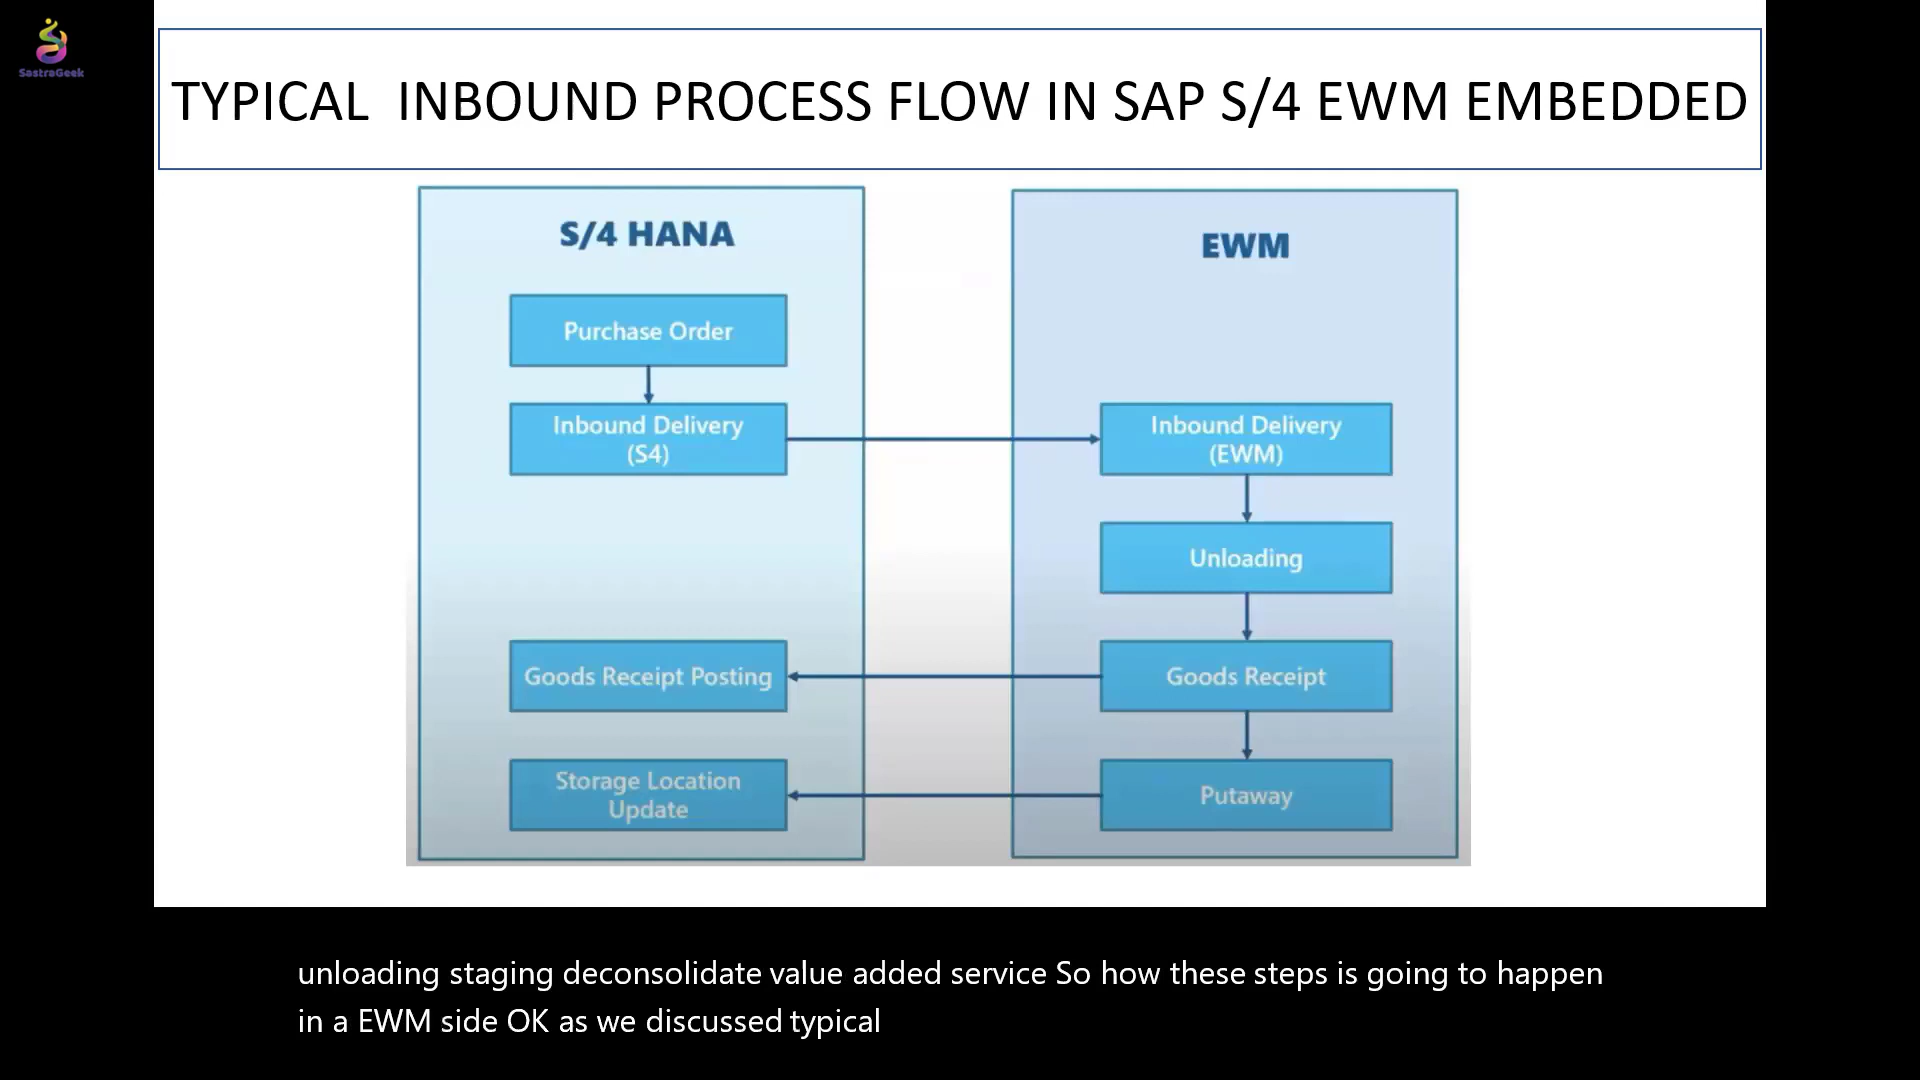 SastraGeek
TYPICAL INBOUND PROCESS FLOW IN SAP S/4 EWM EMBEDDED
S/4 HANA
Purchase Order
Inbound Delivery
(S4)
Goods Receipt Posting
Storage Location
Update
EWM
Inbound Delivery
(EWM)
Unloading
Goods Receipt
Putaway
unloading staging deconsolidate value added service So how these steps is going to happen
in a EWM side OK as we discussed typical